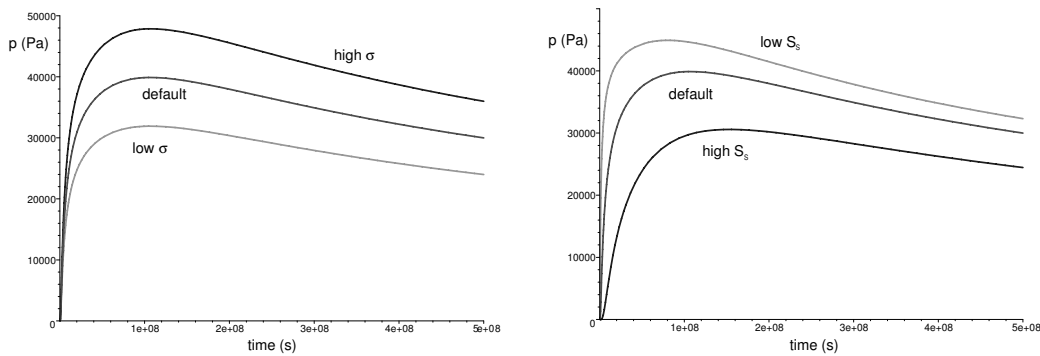 50000
p (Pa)
40000
30000
20000
10000
0
high σ
default
low σ
1e+08
2e+08
3e+08
4e+08
5e+08
time (s)
p (Pa)
40000
30000
20000
10000
0
low Sₛ
default
high Sₛ
1e+08
2e+08
3e+08
4e+08
5e+08
time (s)